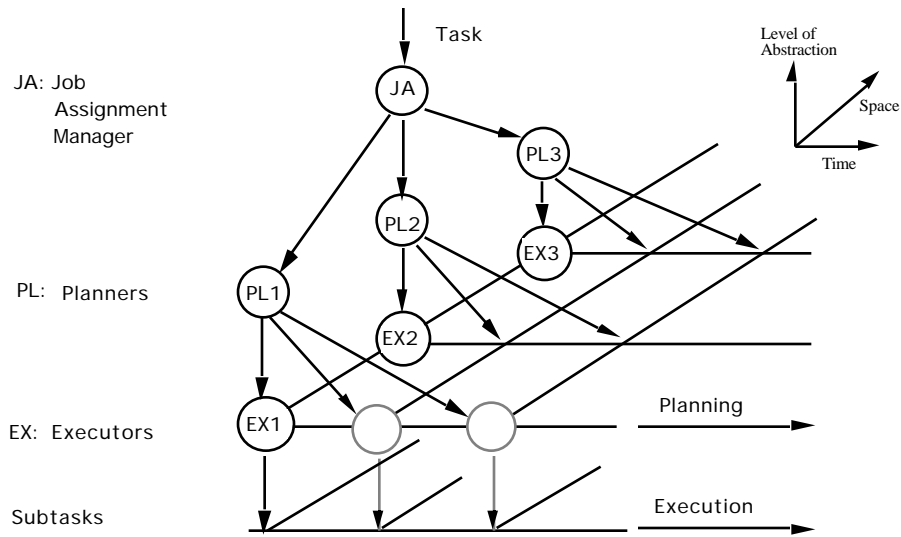 Task
Level of
Abstraction
Space
Time
JA: Job
Assignment
Manager
JA
PL3
PL2
EX3
PL: Planners
PL1
EX2
EX: Executors
EX1
Planning
Subtasks
Execution